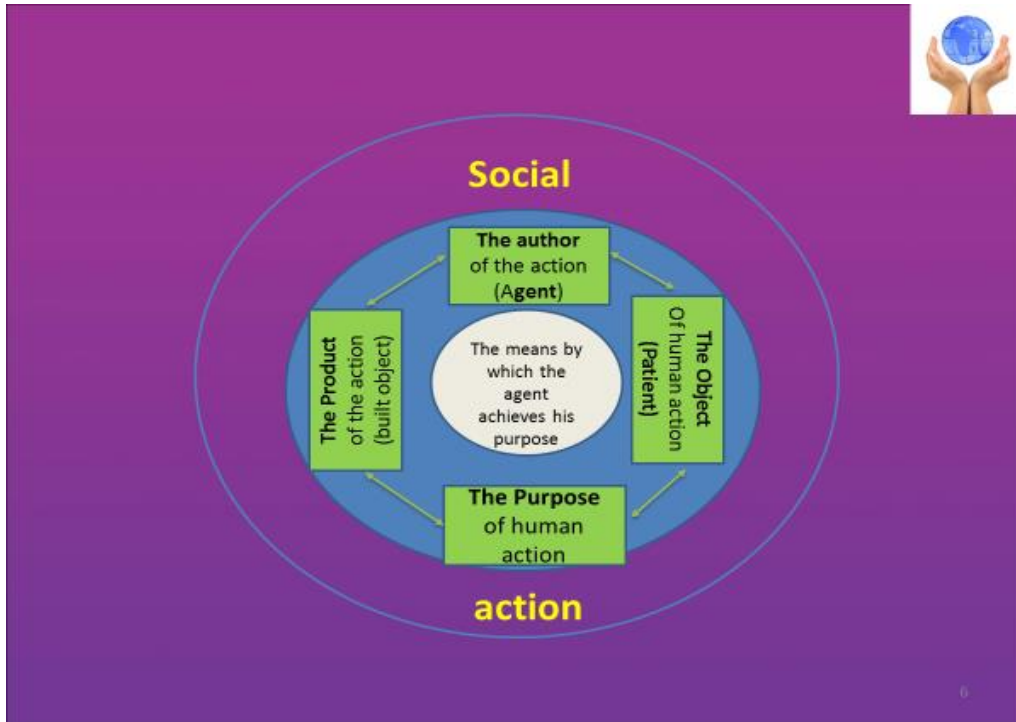 Social
The author
of the action
(Agent)
The Product
of the action
(built object)
The means by
which the
agent
achieves his
purpose
The Object
Of human action
(Patient)
The Purpose
of human
action
action
6